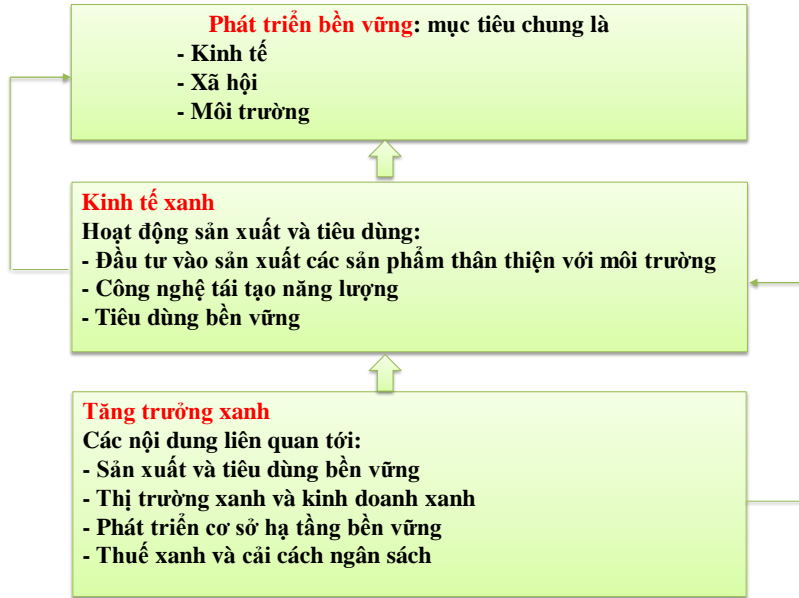 Phát triển bền vững: mục tiêu chung là
- Kinh tế
- Xã hội
- Môi trường
Kinh tế xanh
Hoạt động sản xuất và tiêu dùng:
- Đầu tư vào sản xuất các sản phẩm thân thiện với môi trường
- Công nghệ tái tạo năng lượng
- Tiêu dùng bền vững
Tăng trưởng xanh
Các nội dung liên quan tới:
- Sản xuất và tiêu dùng bền vững
- Thị trường xanh và kinh doanh xanh
- Phát triển cơ sở hạ tầng bền vững
- Thuế xanh và cải cách ngân sách